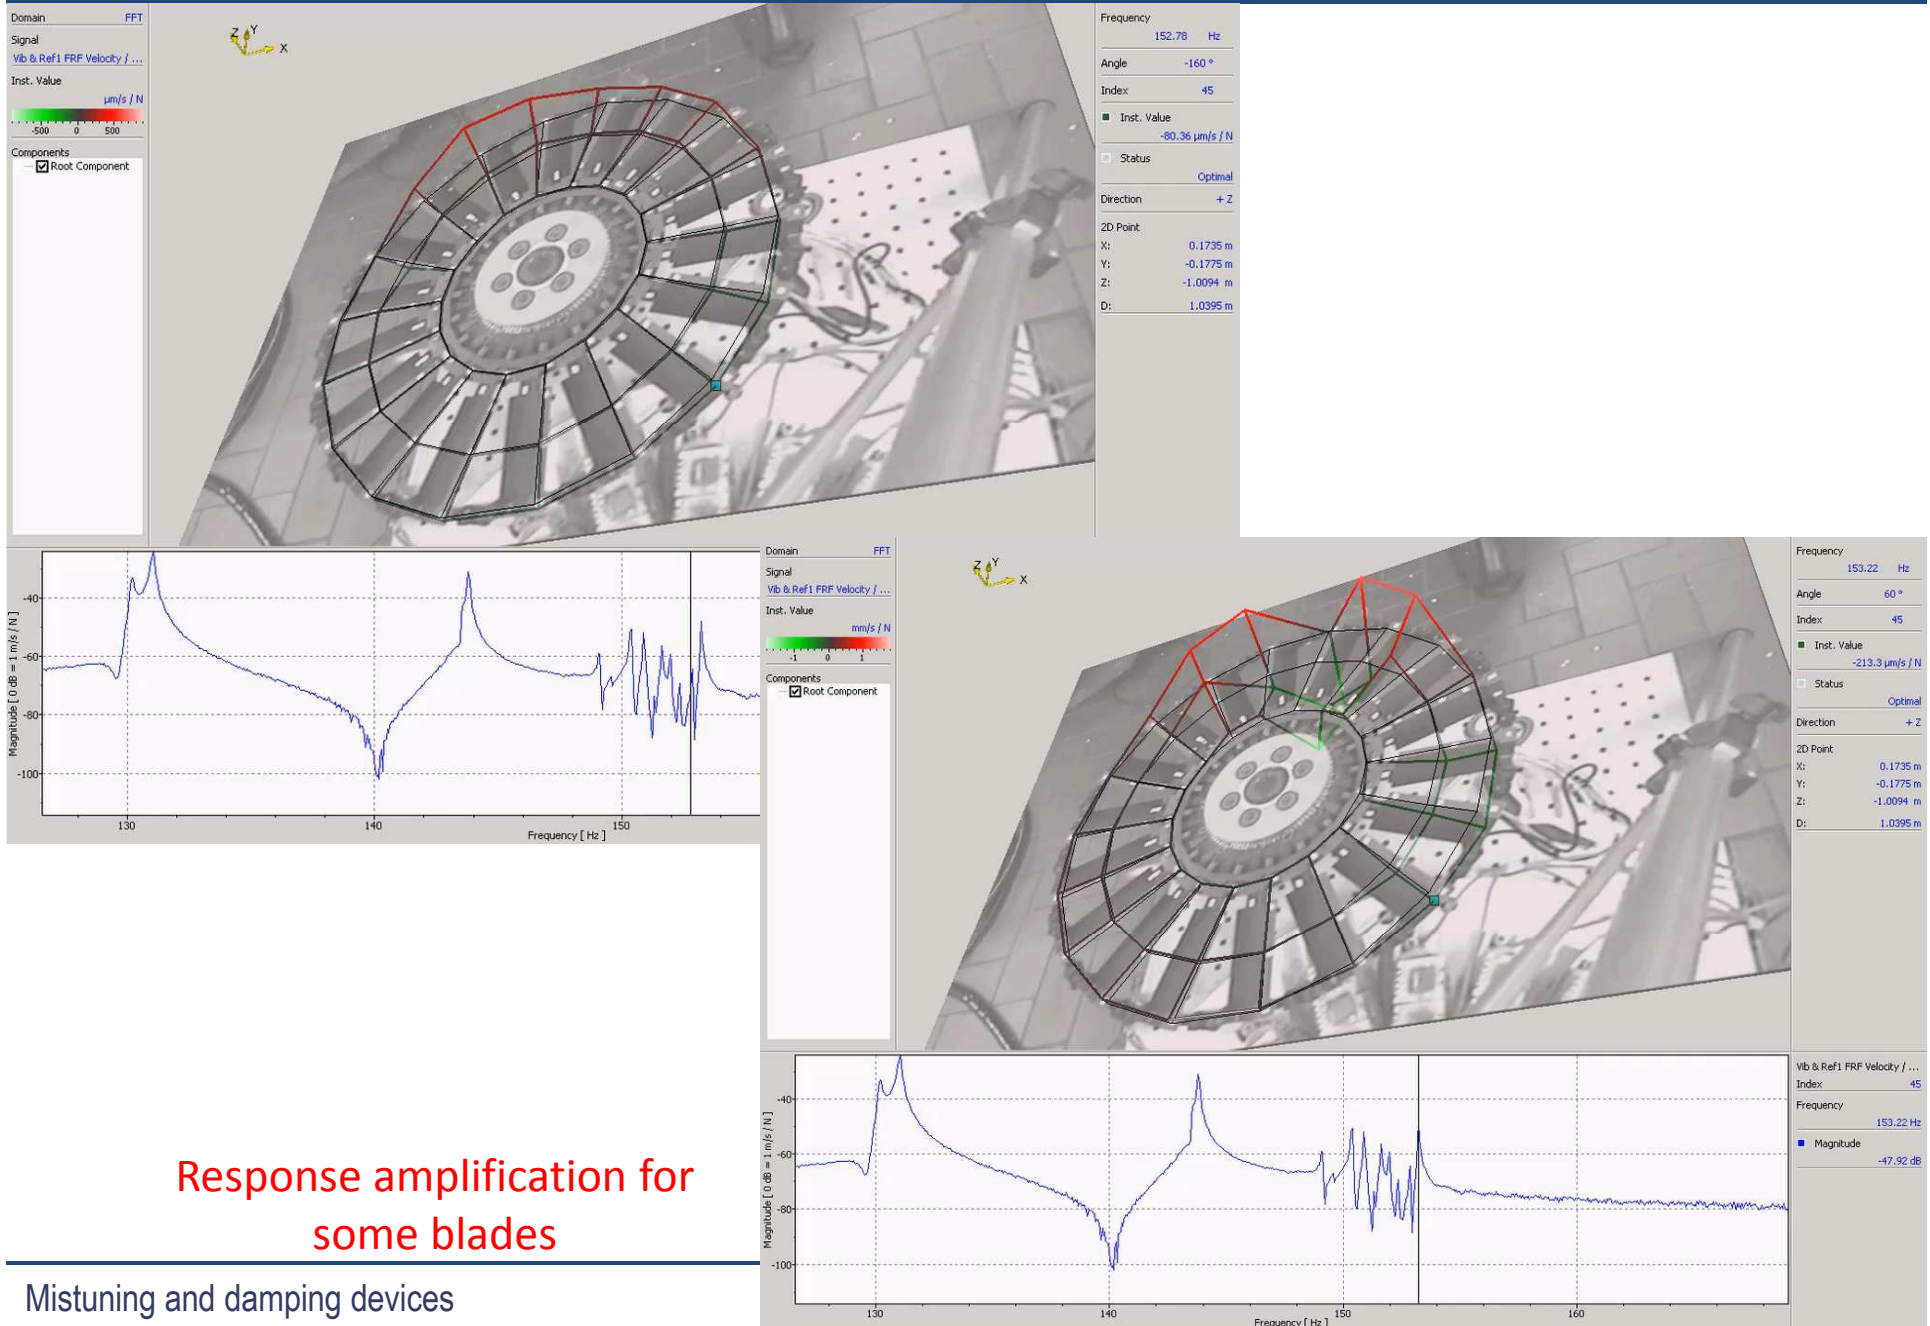 Domain FFT
Signal
Vib & Ref1 FRF Velocity / ...
Inst. Value
µm/s / N
-500 0 500
Components
Root Component
Z Y X
Frequency
152.78 Hz
Angle -160 °
Index 45
Inst. Value
-80.36 µm/s / N
Status
Optimal
Direction + Z
2D Point
X: 0.1735 m
Y: -0.1775 m
Z: -1.0094 m
D: 1.0395 m
Magnitude [ 0 dB = 1 m/s / N ]
-40
-60
-80
-100
130 140 150
Frequency [ Hz ]
Domain FFT
Signal
Vib & Ref1 FRF Velocity / ...
Inst. Value
mm/s / N
-1 0 1
Components
Root Component
Z Y X
Frequency
153.22 Hz
Angle 60 °
Index 45
Inst. Value
-213.3 µm/s / N
Status
Optimal
Direction + Z
2D Point
X: 0.1735 m
Y: -0.1775 m
Z: -1.0094 m
D: 1.0395 m
Magnitude [ 0 dB = 1 m/s / N ]
-40
-60
-80
-100
130 140 150 160
Frequency [ Hz ]
Vib & Ref1 FRF Velocity / ...
Index 45
Frequency
153.22 Hz
Magnitude
-47.92 dB
Response amplification for
some blades
Mistuning and damping devices